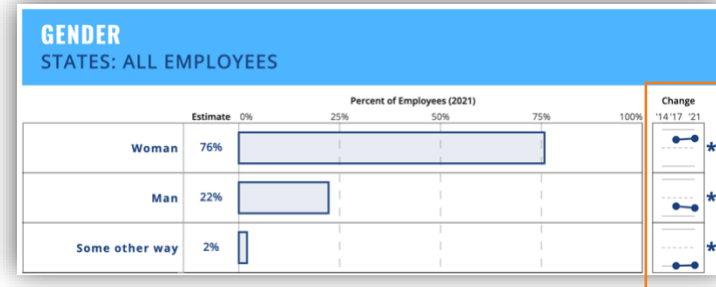 GENDER
STATES: ALL EMPLOYEES
Percent of Employees (2021) Change
Estimate 0% 25% 50% 75% 100% '14 '17 '21
Woman 76% *
Man 22% *
Some other way 2% *